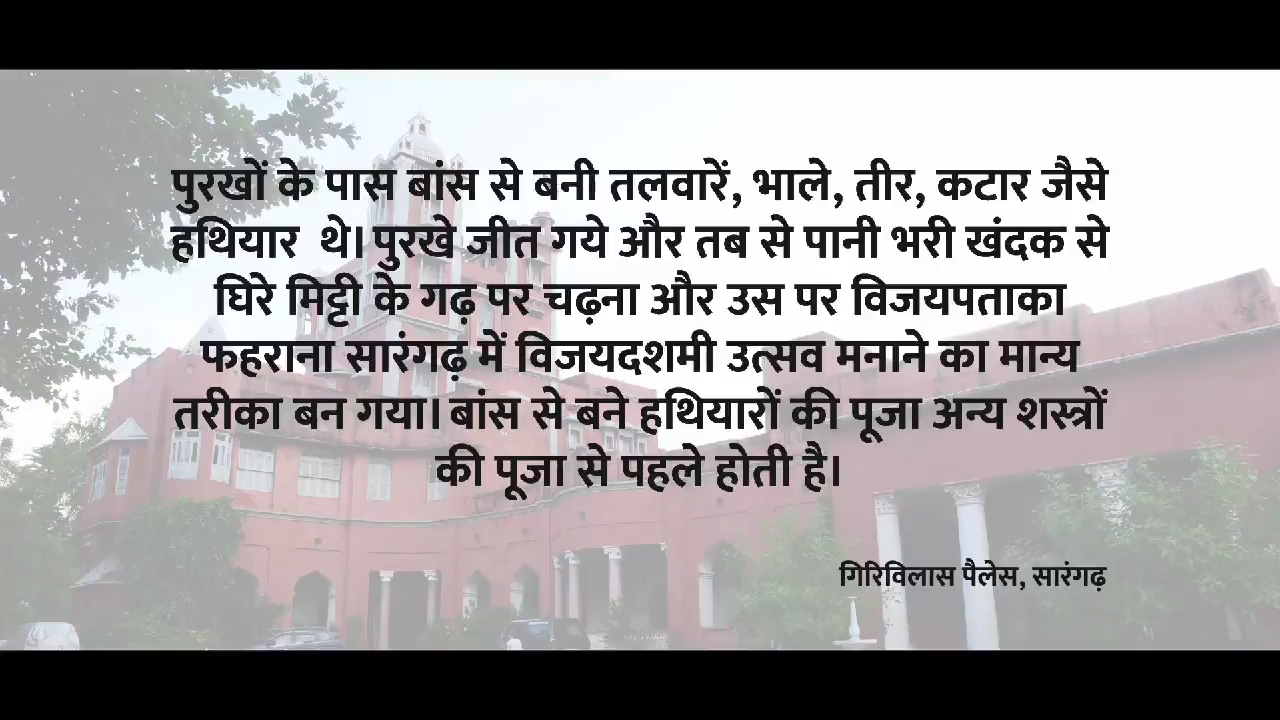 पुरखों के पास बांस से बनी तलवारें, भाले, तीर, कटार जैसे
हथियार थे। पुरखे जीत गये और तब से पानी भरी खंदक से
घिरे मिट्टी के गढ़ पर चढ़ना और उस पर विजयपताका
फहराना सारंगढ़ में विजयदशमी उत्सव मनाने का मान्य
तरीका बन गया। बांस से बने हथियारों की पूजा अन्य शस्त्रों
की पूजा से पहले होती है।
गिरिविलास पैलेस, सारंगढ़